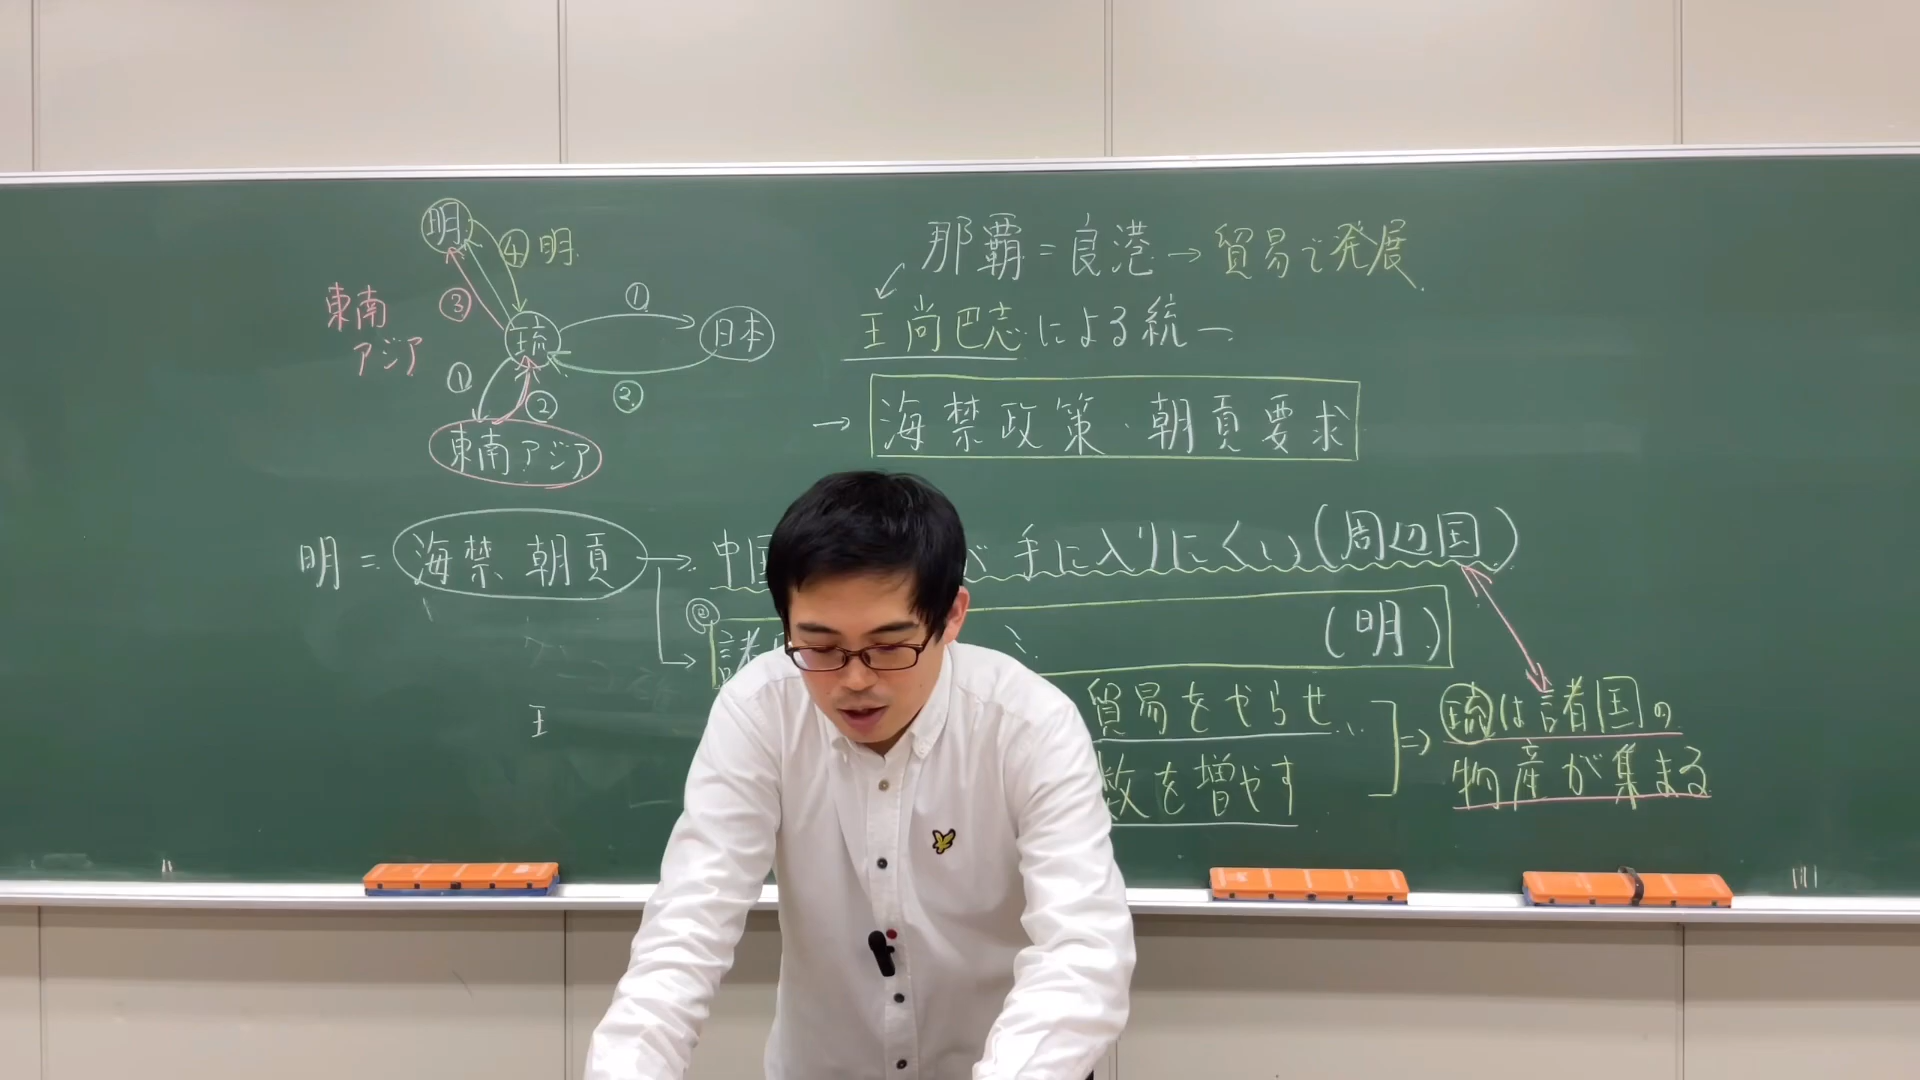 明
④ 明
③
東南
アジア
琉
①
日本
②
①
②
東南アジア
那覇=良港→貿易で発展
王尚巴志による統一
→ 海禁政策・朝貢要求
明 = 海禁 朝貢 → 中国
手に入りにくい(周辺国)
諸
(明)
王
貿易をやらせ…
数を増やす
⇒ 琉は諸国の
物産が集まる